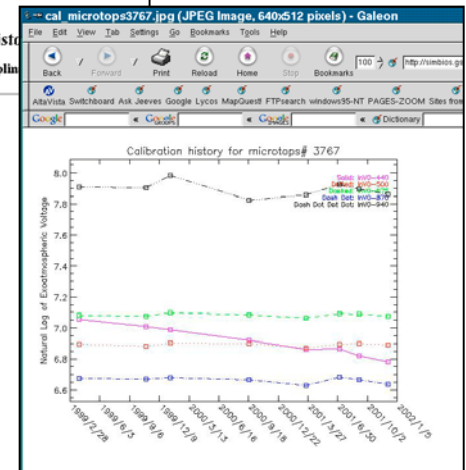 cal_microtops3767.jpg (JPEG Image, 640x512 pixels) - Galeon
File Edit View Tab Settings Go Bookmarks Tools Help
Back Forward Print Reload Home Stop Bookmarks 100 http://simbios.gs
AltaVista Switchboard Ask Jeeves Google Lycos MapQuest! FTPsearch windows95-NT PAGES-ZOOM Sites from
Google Google Google Dictionary
Calibration history for microtops# 3767
Natural Log of Exoatmospheric Voltage
8.0
7.8
7.6
7.4
7.2
7.0
6.8
6.6
Solid: lnV0-440
Dotted: lnV0-500
Dash Dot: lnV0-870
Dash Dot Dot Dot: lnV0-940
1999/2/28
1999/6/3
1999/9/6
1999/12/9
2000/3/13
2000/6/16
2000/9/18
2000/12/22
2001/3/27
2001/6/30
2001/10/2
2002/1/5